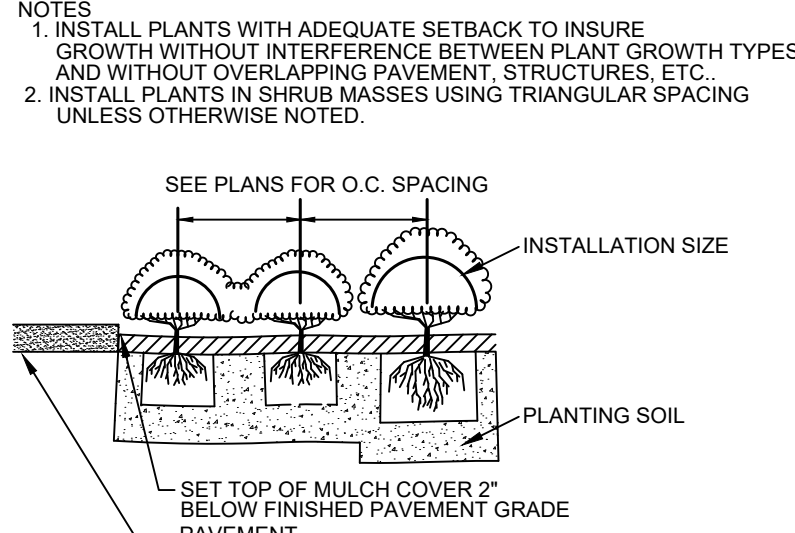 NOTES
1. INSTALL PLANTS WITH ADEQUATE SETBACK TO INSURE
GROWTH WITHOUT INTERFERENCE BETWEEN PLANT GROWTH TYPES
AND WITHOUT OVERLAPPING PAVEMENT, STRUCTURES, ETC..
2. INSTALL PLANTS IN SHRUB MASSES USING TRIANGULAR SPACING
UNLESS OTHERWISE NOTED.
SEE PLANS FOR O.C. SPACING
INSTALLATION SIZE
PLANTING SOIL
SET TOP OF MULCH COVER 2"
BELOW FINISHED PAVEMENT GRADE
PAVEMENT